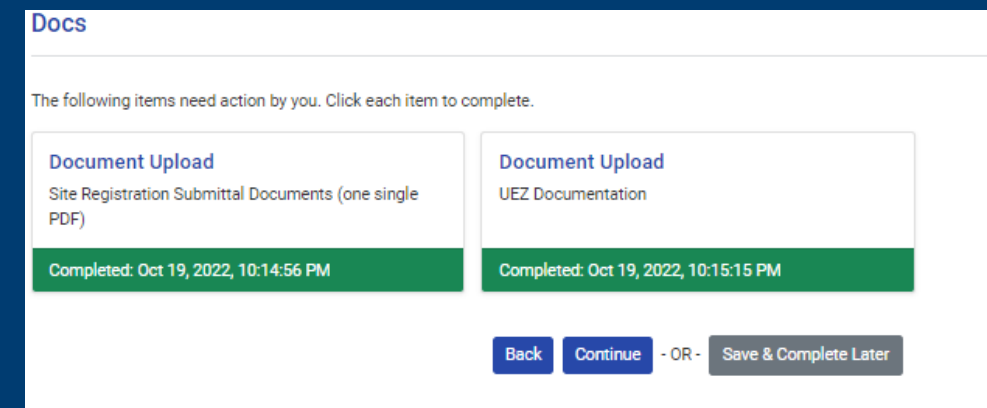 Docs
The following items need action by you. Click each item to complete.
Document Upload
Site Registration Submittal Documents (one single
PDF)
Completed: Oct 19, 2022, 10:14:56 PM
Document Upload
UEZ Documentation
Completed: Oct 19, 2022, 10:15:15 PM
Back Continue - OR - Save & Complete Later